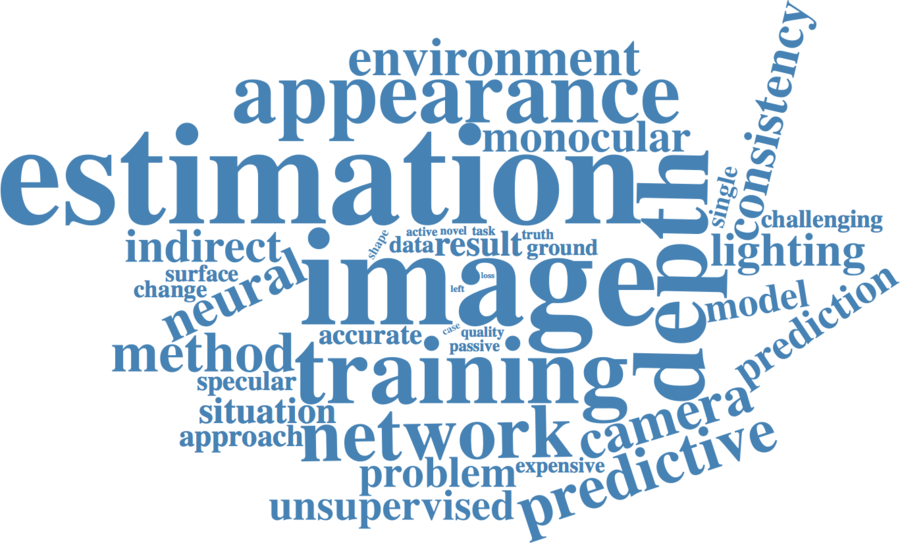 environment
consistency
appearance
monocular
estimation
depth
single
challenging
active
novel
task
truth
shape
data
result
ground
indirect
lighting
image
surface
change
neural
loss
left
model
prediction
case
quality
accurate
passive
method
training
specular
camera
situation
approach
network
predictive
problem
expensive
unsupervised